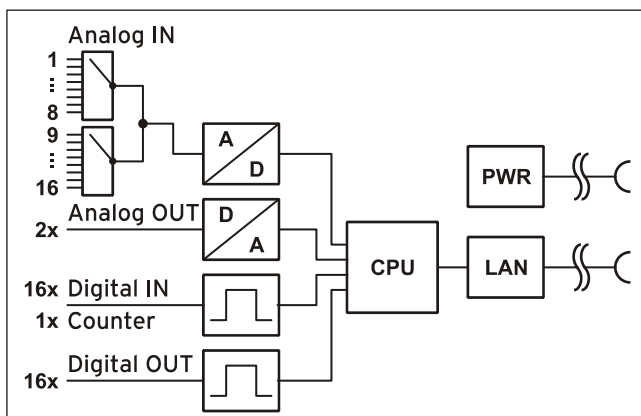 Analog IN
1
8
9
16
A
D
Analog OUT
2x
D
A
16x Digital IN
1x Counter
Digital OUT
16x
CPU
PWR
LAN